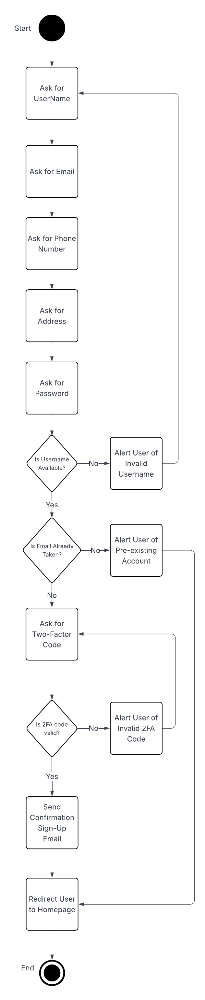 Start
Ask for
UserName
Ask for Email
Ask for Phone
Number
Ask for
Address
Ask for
Password
Is Username
Available?
No
Alert User of
Invalid
Username
Yes
Is Email Already
Taken?
No
Alert User of
Pre-existing
Account
No
Ask for
Two-Factor
Code
Is 2FA code
valid?
No
Alert User of
Invalid 2FA
Code
Yes
Send
Confirmation
Sign-Up
Email
Redirect User
to Homepage
End